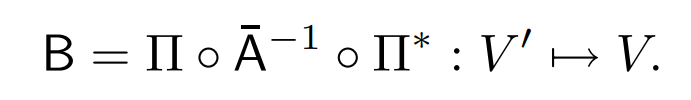 B = Π ∘ Ā⁻¹ ∘ Π* : V′ ↦ V.